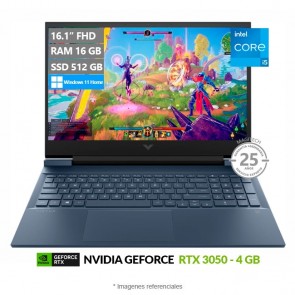 16.1” FHD
RAM 16 GB
SSD 512 GB
Windows 11 Home
intel
CORE
i5
25
AÑOS
GEFORCE
RTX
NVIDIA GEFORCE RTX 3050 - 4 GB
* Imagenes referenciales